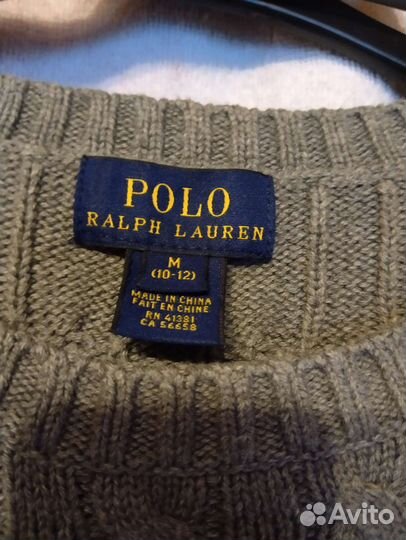 POLO
RALPH LAUREN
M
(10-12)
MADE IN CHINA
FAIT EN CHINE
RN 41381
CA 56658
Avito